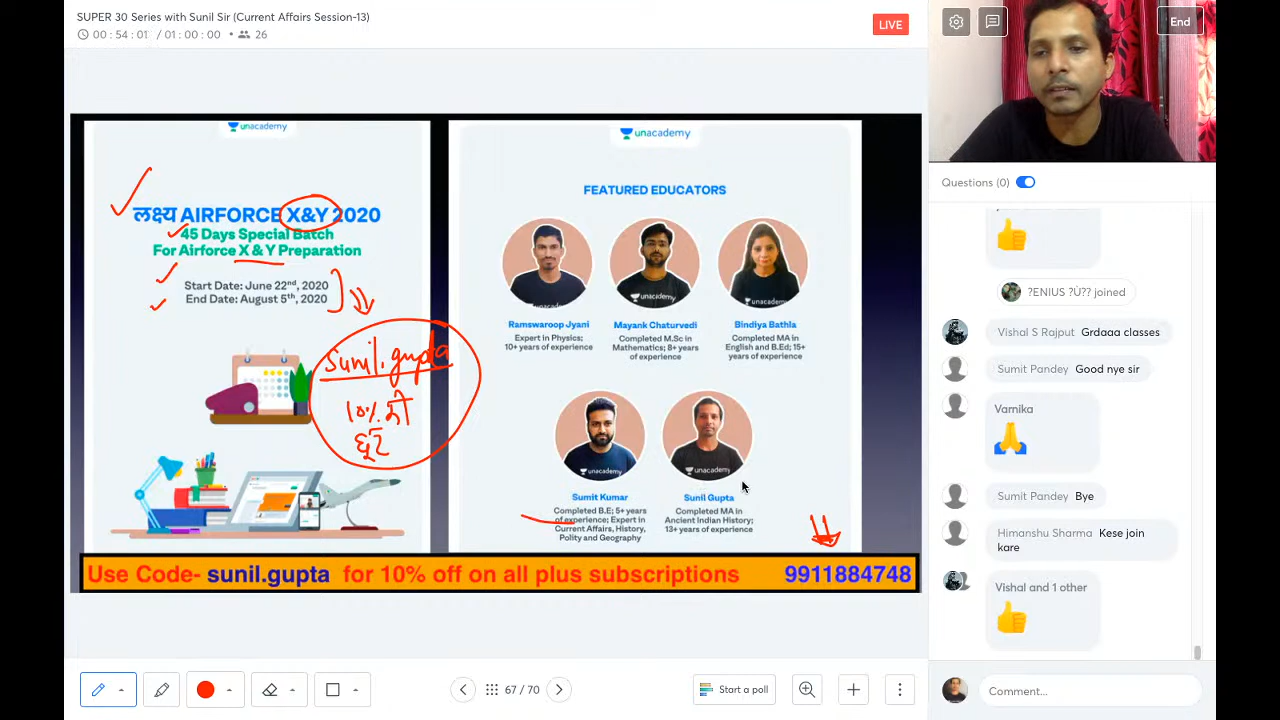 SUPER 30 Series with Sunil Sir (Current Affairs Session-13)
00 : 54 : 01 / 01 : 00 : 00 • 26
LIVE
End
unacademy
लक्ष्य AIRFORCE X&Y 2020
45 Days Special Batch
For Airforce X & Y Preparation
Start Date: June 22nd, 2020
End Date: August 5th, 2020
sunil.gupta
10% की
छूट
unacademy
FEATURED EDUCATORS
unacademy
unacademy
unacademy
Ramswaroop Jyani
Expert in Physics;
10+ years of experience
Mayank Chaturvedi
Completed M.Sc in
Mathematics; 8+ years
of experience
Bindiya Bathla
Completed MA in
English and B.Ed; 15+
years of experience
unacademy
unacademy
Sumit Kumar
Completed B.E; 5+ years
of experience; Expert in
Current Affairs, History,
Polity and Geography
Sunil Gupta
Completed MA in
Ancient Indian History;
13+ years of experience
Use Code- sunil.gupta for 10% off on all plus subscriptions 9911884748
67 / 70
Start a poll
Questions (0)
?ENIUS ?Ù?? joined
Vishal S Rajput Grdaaa classes
Sumit Pandey Good nye sir
Varnika
Sumit Pandey Bye
Himanshu Sharma Kese join
kare
Vishal and 1 other
Comment...